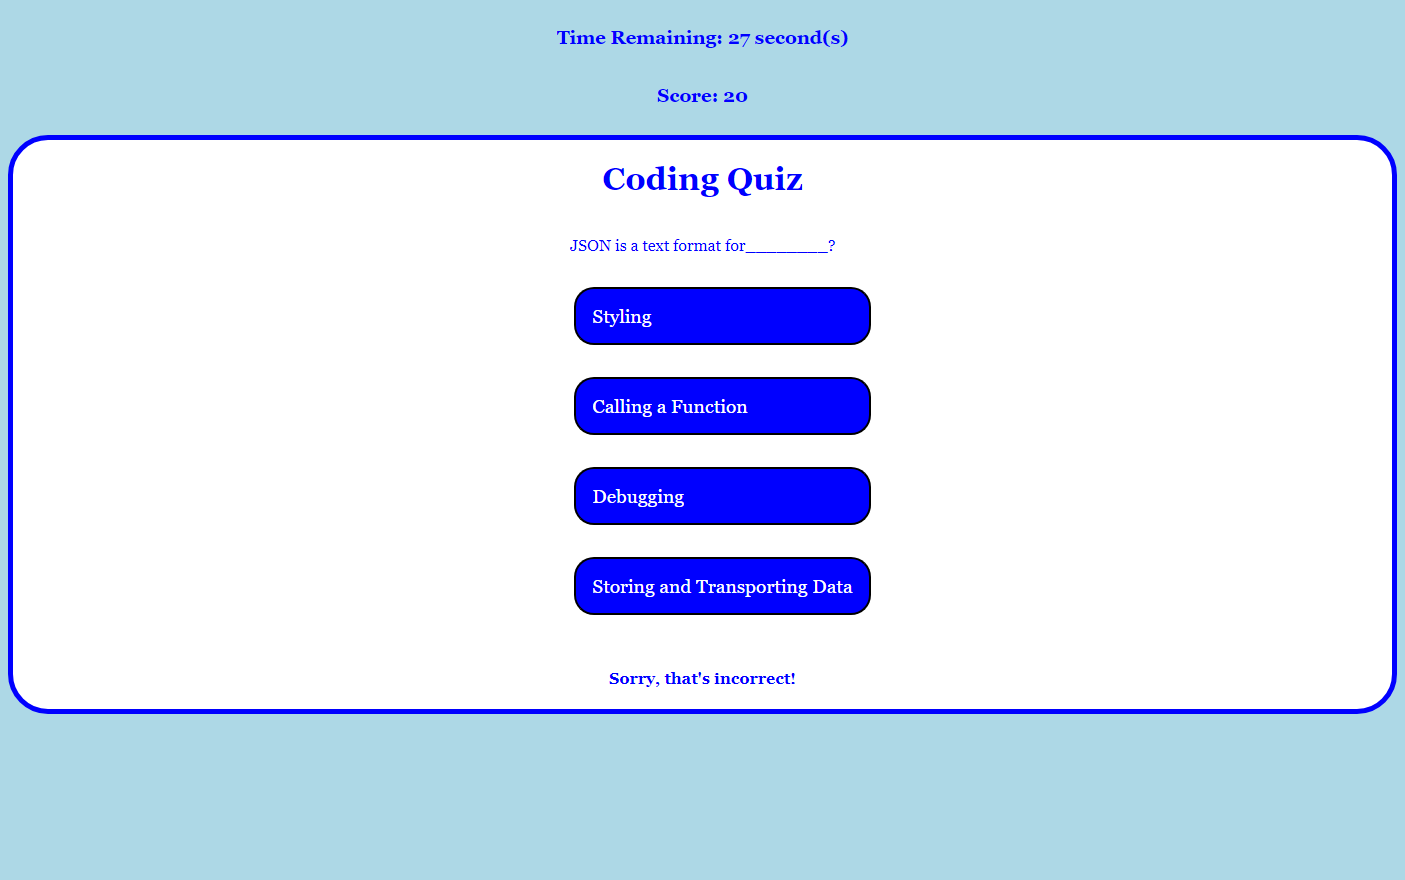 Time Remaining: 27 second(s)
Score: 20
Coding Quiz
JSON is a text format for________?
Styling
Calling a Function
Debugging
Storing and Transporting Data
Sorry, that's incorrect!